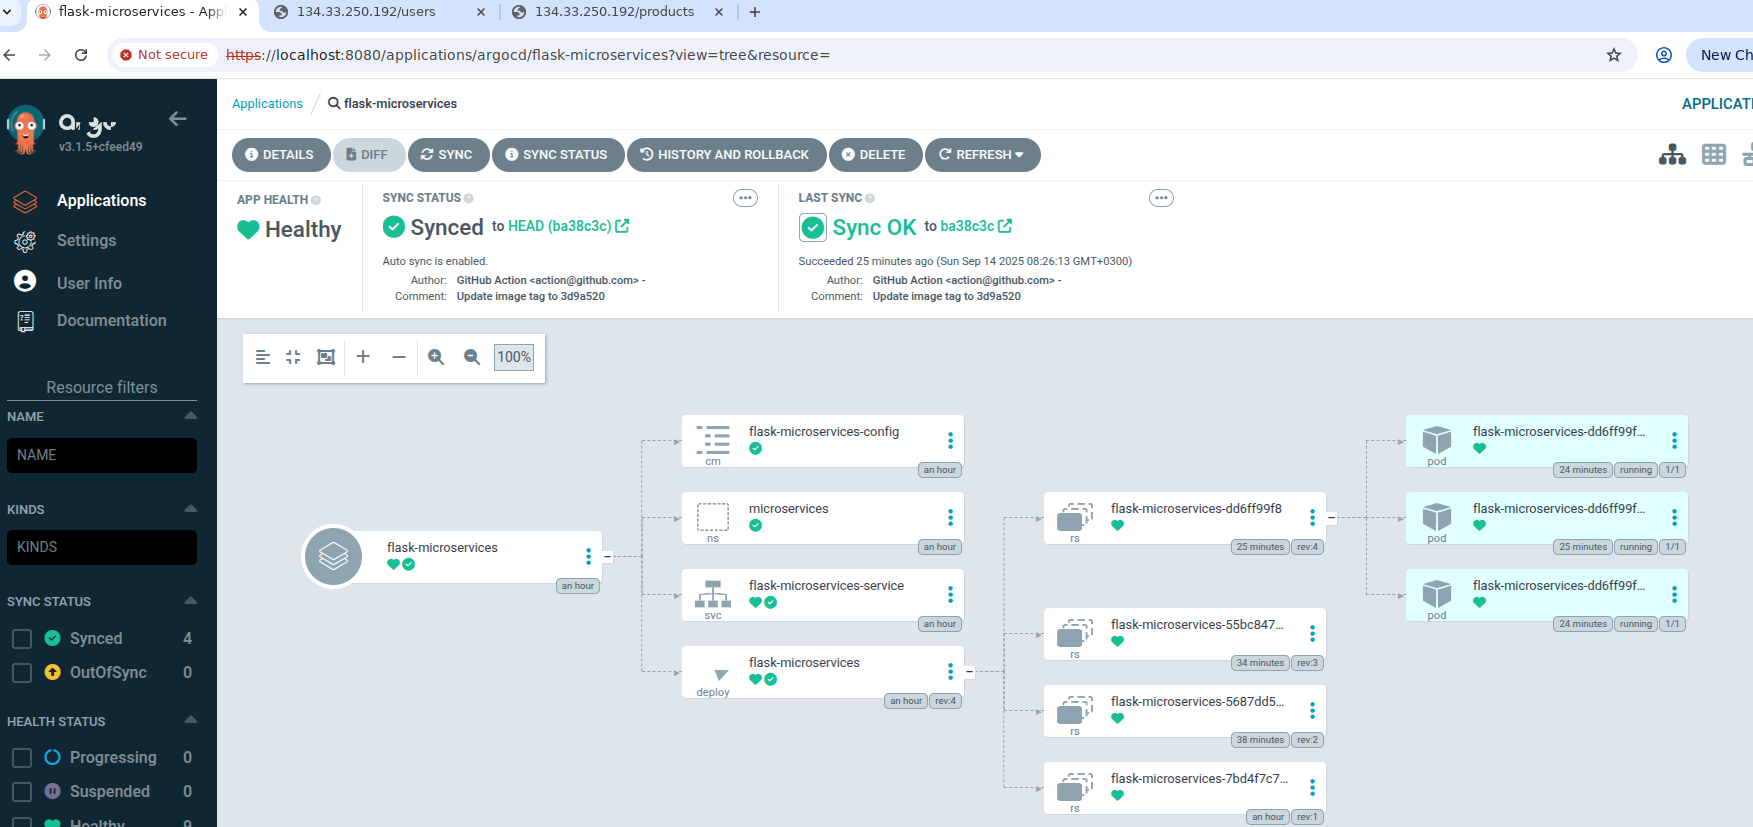 flask-microservices - App
134.33.250.192/users
134.33.250.192/products
Not secure
https://localhost:8080/applications/argocd/flask-microservices?view=tree&resource=
New Ch
argo
v3.1.5+cfeed49
Applications
Settings
User Info
Documentation
Resource filters
NAME
NAME
KINDS
KINDS
SYNC STATUS
Synced 4
OutOfSync 0
HEALTH STATUS
Progressing 0
Suspended 0
Healthy 9
Applications / flask-microservices
APPLICATI
DETAILS DIFF SYNC SYNC STATUS HISTORY AND ROLLBACK DELETE REFRESH
APP HEALTH
Healthy
SYNC STATUS
Synced to HEAD (ba38c3c)
Auto sync is enabled.
Author: GitHub Action <action@github.com> -
Comment: Update image tag to 3d9a520
LAST SYNC
Sync OK to ba38c3c
Succeeded 25 minutes ago (Sun Sep 14 2025 08:26:13 GMT+0300)
Author: GitHub Action <action@github.com> -
Comment: Update image tag to 3d9a520
100%
flask-microservices
an hour
flask-microservices-config
cm
an hour
microservices
ns
an hour
flask-microservices-service
svc
an hour
flask-microservices
deploy
an hour rev:4
flask-microservices-dd6ff99f8
rs
25 minutes rev:4
flask-microservices-55bc847...
rs
34 minutes rev:3
flask-microservices-5687dd5...
rs
38 minutes rev:2
flask-microservices-7bd4f7c7...
rs
an hour rev:1
flask-microservices-dd6ff99f...
pod
24 minutes running 1/1
flask-microservices-dd6ff99f...
pod
25 minutes running 1/1
flask-microservices-dd6ff99f...
pod
24 minutes running 1/1